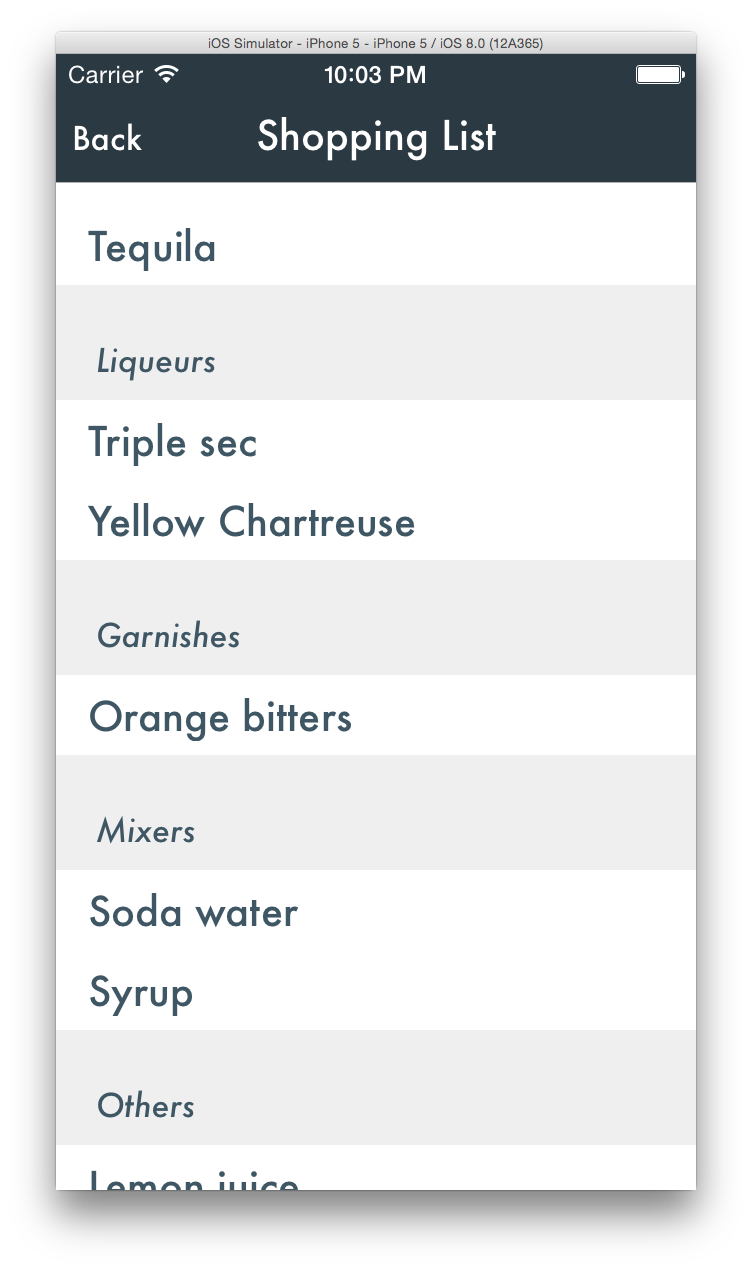 iOS Simulator - iPhone 5 - iPhone 5 / iOS 8.0 (12A365)
Carrier 10:03 PM
Back Shopping List
Tequila
Liqueurs
Triple sec
Yellow Chartreuse
Garnishes
Orange bitters
Mixers
Soda water
Syrup
Others
Lemon juice